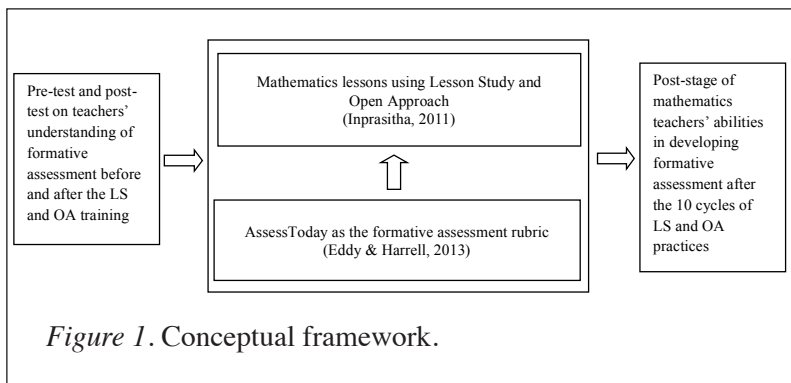 Pre-test and post-
test on teachers’
understanding of
formative
assessment before
and after the LS
and OA training
Mathematics lessons using Lesson Study and
Open Approach
(Inprasitha, 2011)
AssessToday as the formative assessment rubric
(Eddy & Harrell, 2013)
Post-stage of
mathematics
teachers’ abilities
in developing
formative
assessment after
the 10 cycles of
LS and OA
practices
Figure 1. Conceptual framework.